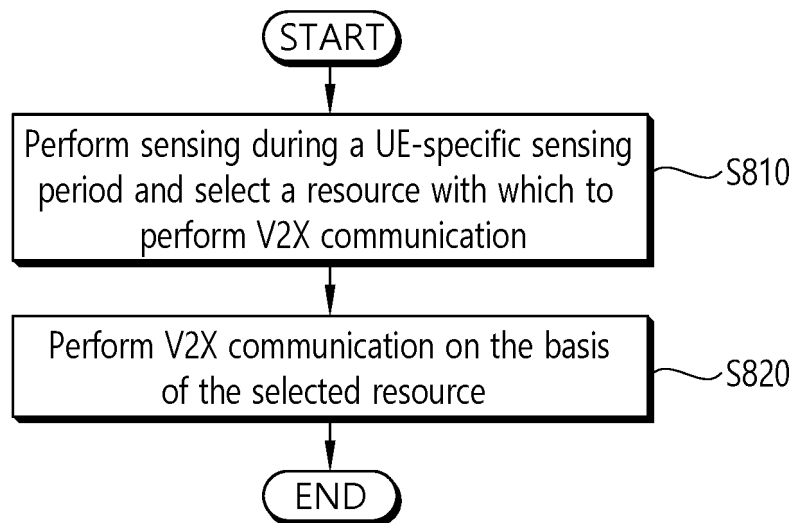 START
Perform sensing during a UE-specific sensing
period and select a resource with which to
perform V2X communication
S810
Perform V2X communication on the basis
of the selected resource
S820
END